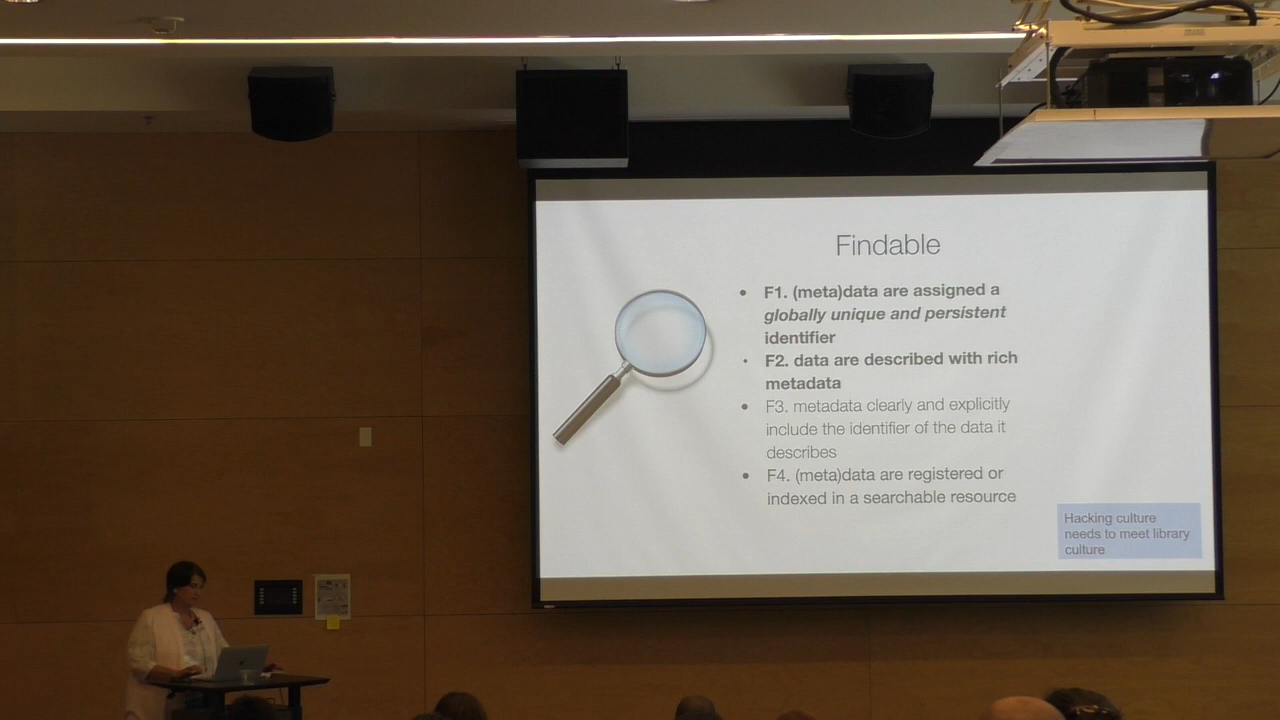 Findable
• F1. (meta)data are assigned a
globally unique and persistent
identifier
• F2. data are described with rich
metadata
• F3. metadata clearly and explicitly
include the identifier of the data it
describes
• F4. (meta)data are registered or
indexed in a searchable resource
Hacking culture
needs to meet library
culture